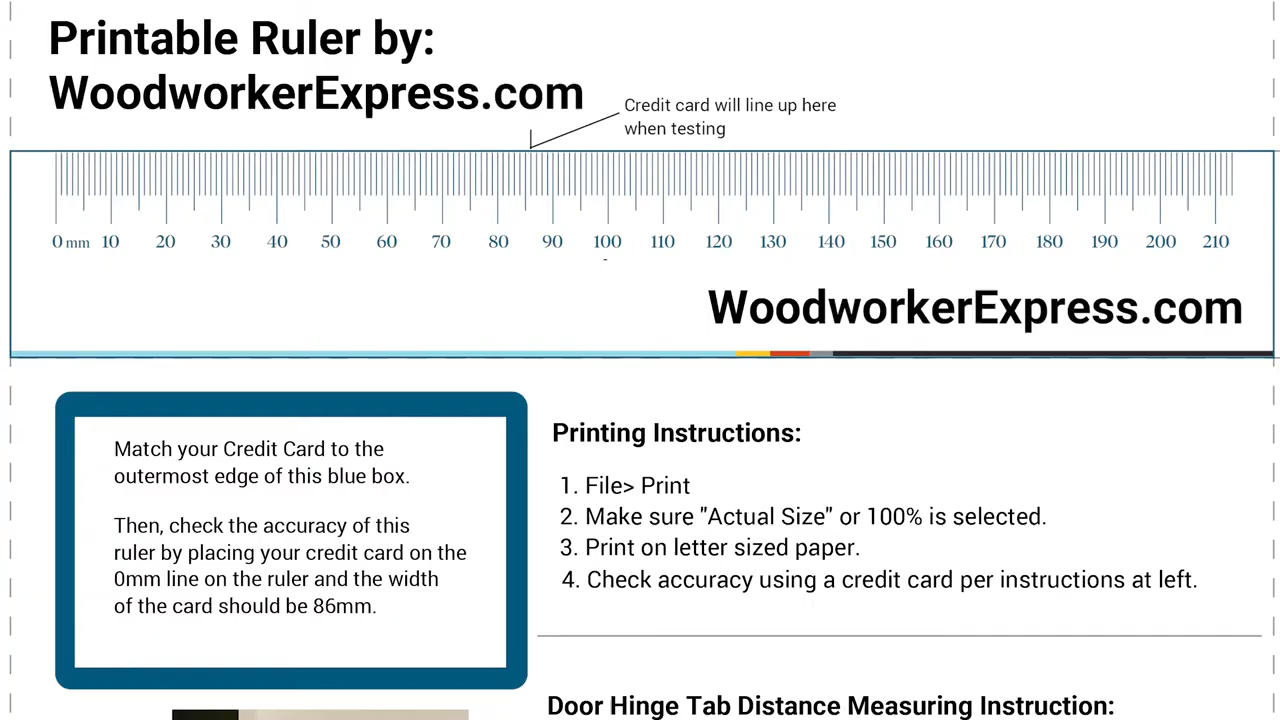 Printable Ruler by:
WoodworkerExpress.com
Credit card will line up here
when testing
0 mm 10 20 30 40 50 60 70 80 90 100 110 120 130 140 150 160 170 180 190 200 210
WoodworkerExpress.com
Match your Credit Card to the
outermost edge of this blue box.
Then, check the accuracy of this
ruler by placing your credit card on the
0mm line on the ruler and the width
of the card should be 86mm.
Printing Instructions:
1. File> Print
2. Make sure "Actual Size" or 100% is selected.
3. Print on letter sized paper.
4. Check accuracy using a credit card per instructions at left.
Door Hinge Tab Distance Measuring Instruction: